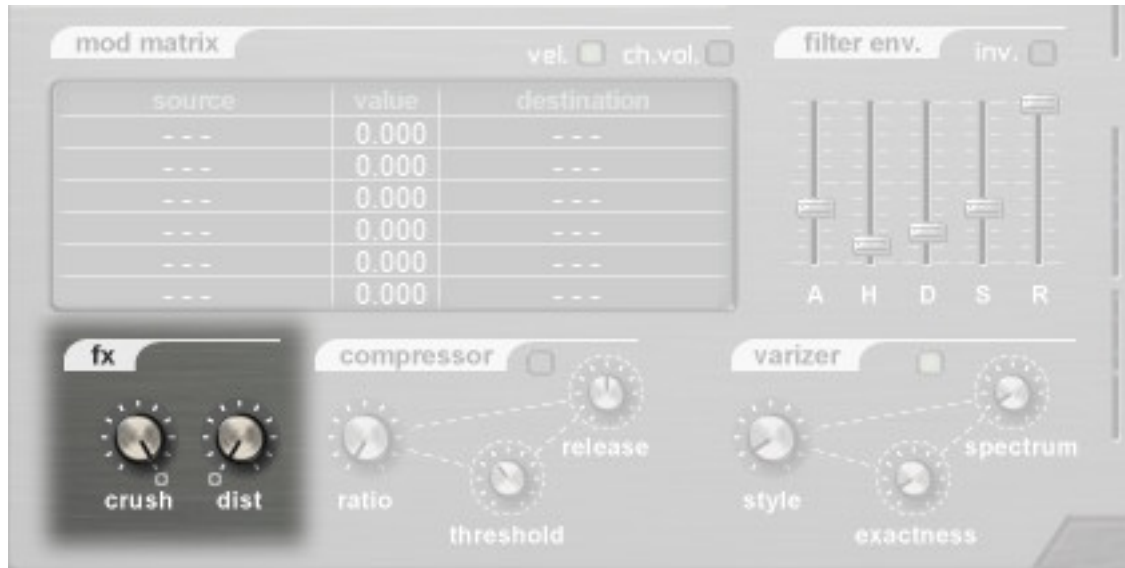 mod matrix
vel. ch.vol.
filter env. inv.
source value destination
- - - 0.000 - - -
- - - 0.000 - - -
- - - 0.000 - - -
- - - 0.000 - - -
- - - 0.000 - - -
- - - 0.000 - - -
A H D S R
fx
crush dist
compressor
ratio
threshold
release
varizer
style
exactness
spectrum